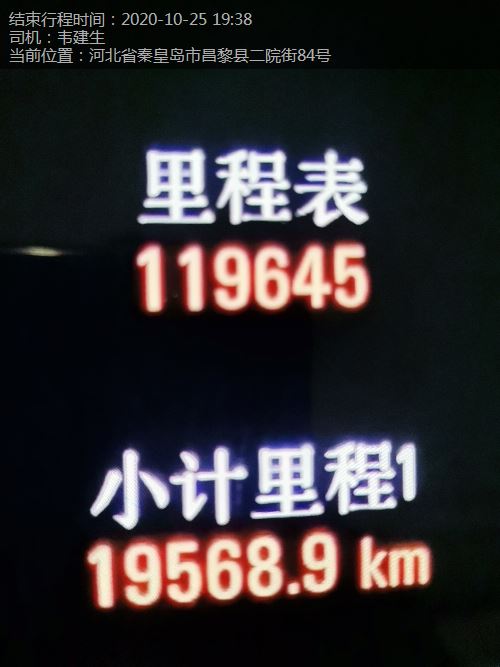 结束行程时间：2020-10-25 19:38
司机：韦建生
当前位置：河北省秦皇岛市昌黎县二院街84号
里程表
119645
小计里程1
19568.9 km